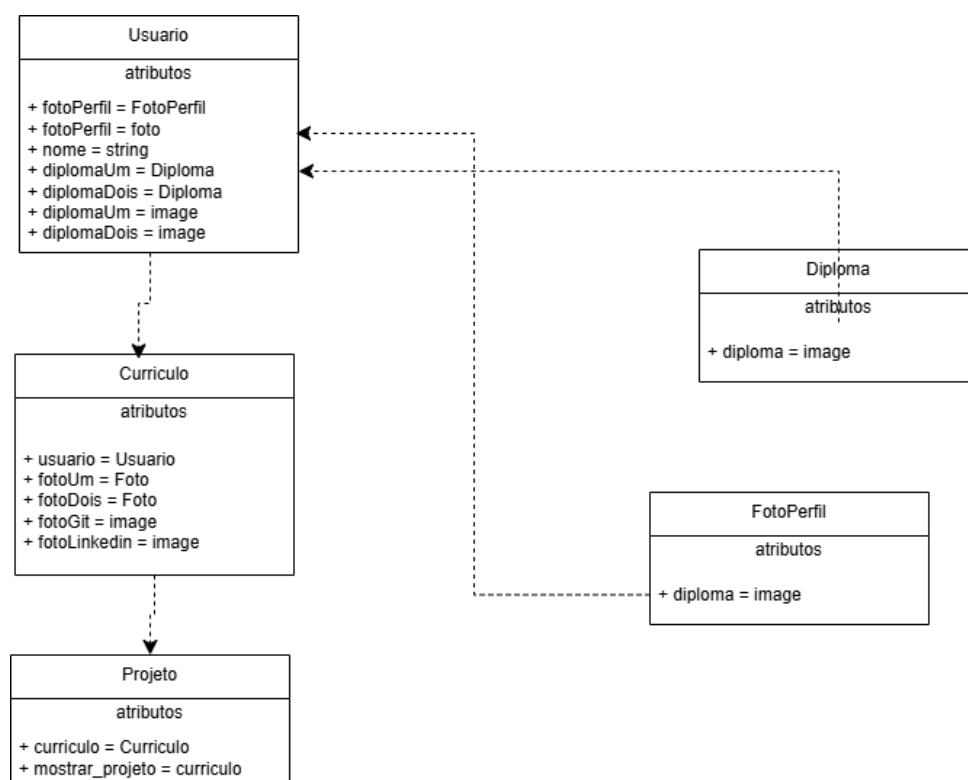 Usuario
atributos
+ fotoPerfil = FotoPerfil
+ fotoPerfil = foto
+ nome = string
+ diplomaUm = Diploma
+ diplomaDois = Diploma
+ diplomaUm = image
+ diplomaDois = image
Diploma
atributos
+ diploma = image
Curriculo
atributos
+ usuario = Usuario
+ fotoUm = Foto
+ fotoDois = Foto
+ fotoGit = image
+ fotoLinkedin = image
FotoPerfil
atributos
+ diploma = image
Projeto
atributos
+ curriculo = Curriculo
+ mostrar_projeto = curriculo